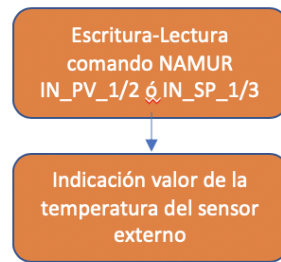 Escritura-Lectura
comando NAMUR
IN_PV_1/2 ó IN_SP_1/3
Indicación valor de la
temperatura del sensor
externo